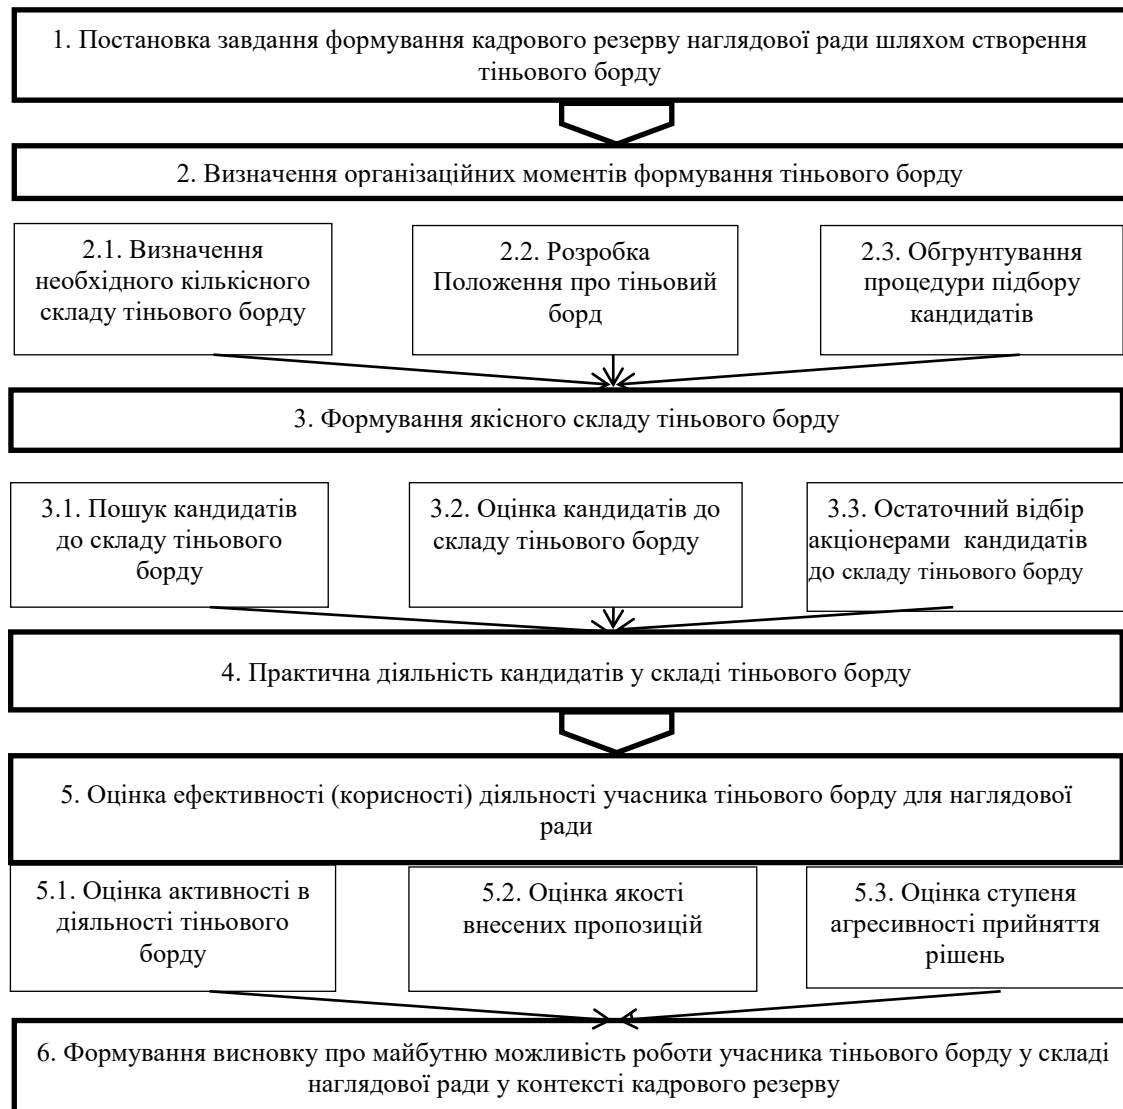 1. Постановка завдання формування кадрового резерву наглядової ради шляхом створення
тіньового борду
2. Визначення організаційних моментів формування тіньового борду
2.1. Визначення
необхідного кількісного
складу тіньового борду
2.2. Розробка
Положення про тіньовий
борд
2.3. Обгрунтування
процедури підбору
кандидатів
3. Формування якісного складу тіньового борду
3.1. Пошук кандидатів
до складу тіньового
борду
3.2. Оцінка кандидатів до
складу тіньового борду
3.3. Остаточний відбір
акціонерами кандидатів
до складу тіньового борду
4. Практична діяльність кандидатів у складі тіньового борду
5. Оцінка ефективності (корисності) діяльності учасника тіньового борду для наглядової
ради
5.1. Оцінка активності в
діяльності тіньового
борду
5.2. Оцінка якості
внесених пропозицій
5.3. Оцінка ступеня
агресивності прийняття
рішень
6. Формування висновку про майбутню можливість роботи учасника тіньового борду у складі
наглядової ради у контексті кадрового резерву